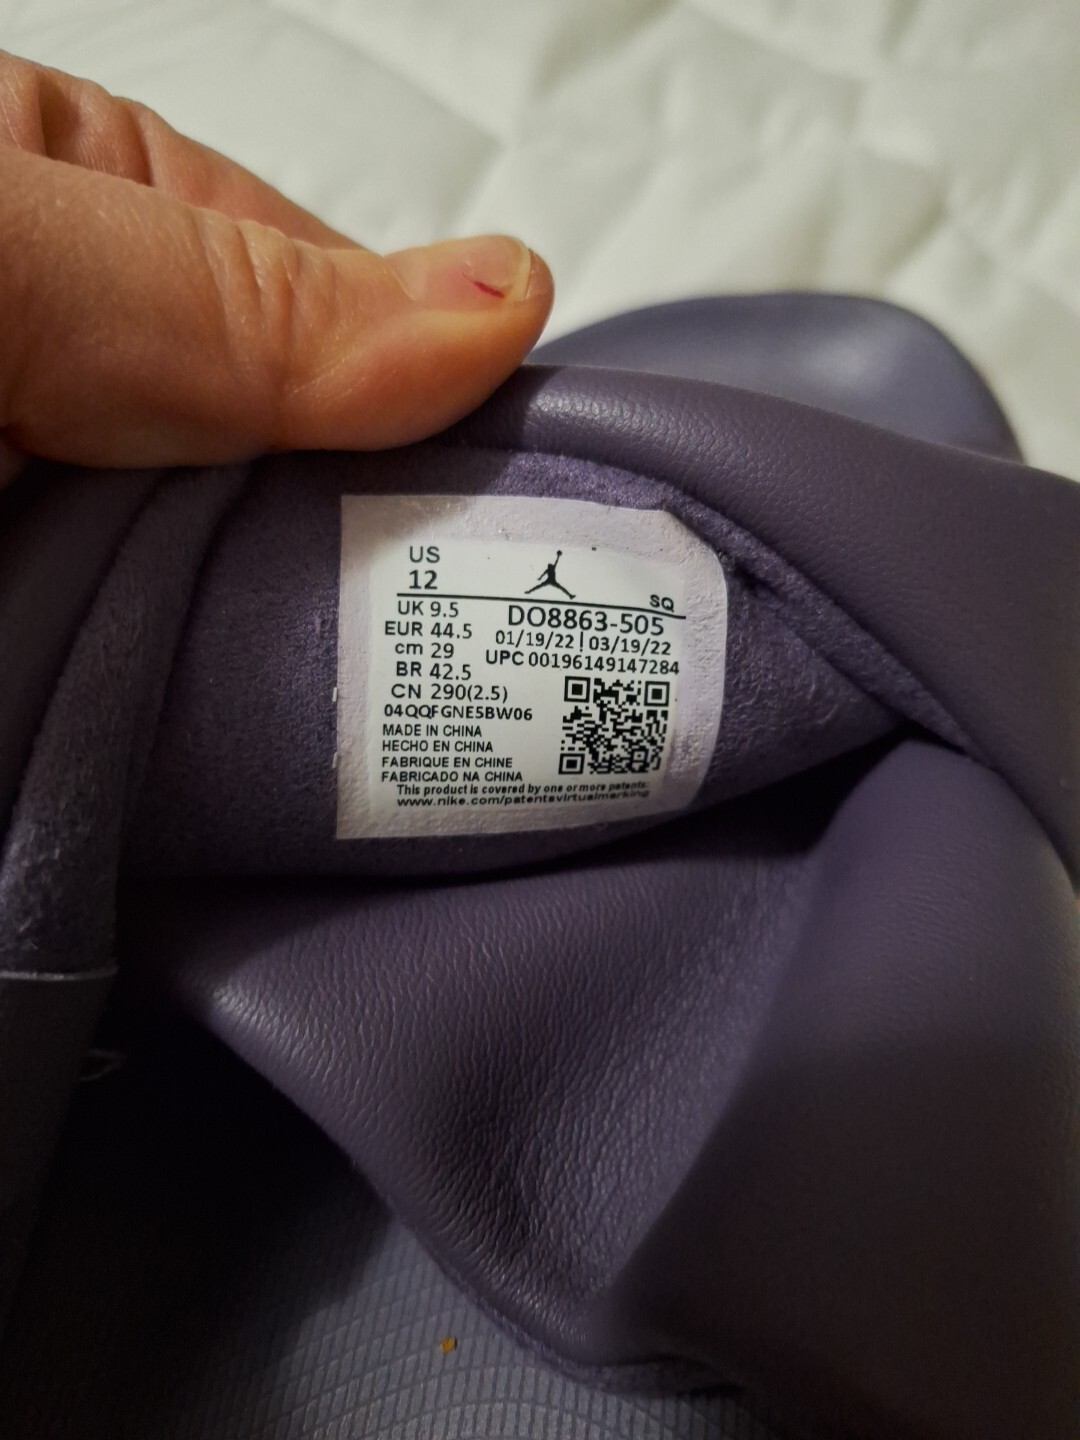 US
12
SQ
UK 9.5
DO8863-505
EUR 44.5
01/19/22 | 03/19/22
cm 29
UPC 00196149147284
BR 42.5
CN 290(2.5)
04QQFGNE5BW06
MADE IN CHINA
HECHO EN CHINA
FABRIQUE EN CHINE
FABRICADO NA CHINA
This product is covered by one or more patents:
www.nike.com/patentsvirtualmarking